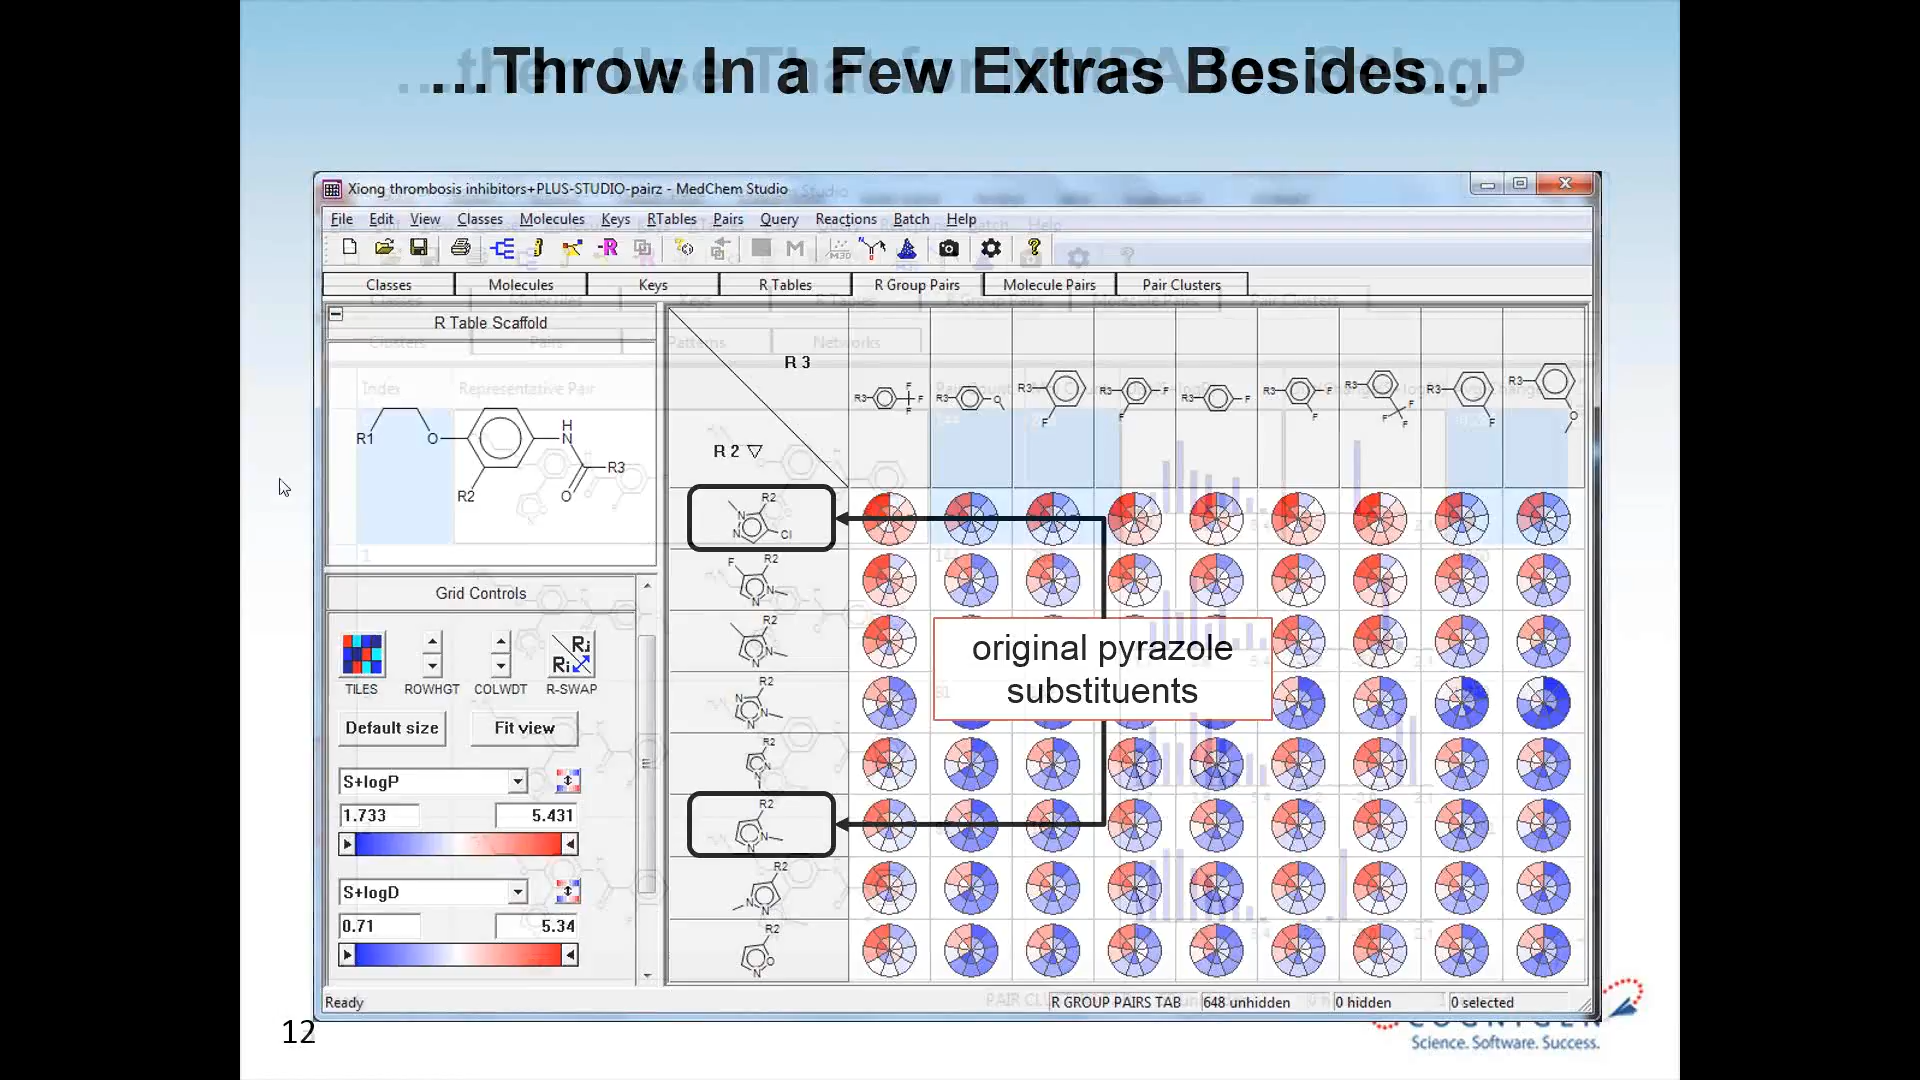 ...Throw In a Few Extras Besides...
Xiong thrombosis inhibitors+PLUS-STUDIO-pairz - MedChem Studio
File Edit View Classes Molecules Keys RTables Pairs Query Reactions Batch Help
Classes Molecules Keys R Tables R Group Pairs Molecule Pairs Pair Clusters
R Table Scaffold
R 3
R 2
Index Representative Pair
R1 O H N R3 R2 O
original pyrazole
substituents
Grid Controls
TILES ROWHGT COLWDT R-SWAP
Default size Fit view
S+logP
1.733 5.431
S+logD
0.71 5.34
Ready R GROUP PAIRS TAB 648 unhidden 0 hidden 0 selected
12
Science. Software. Success.